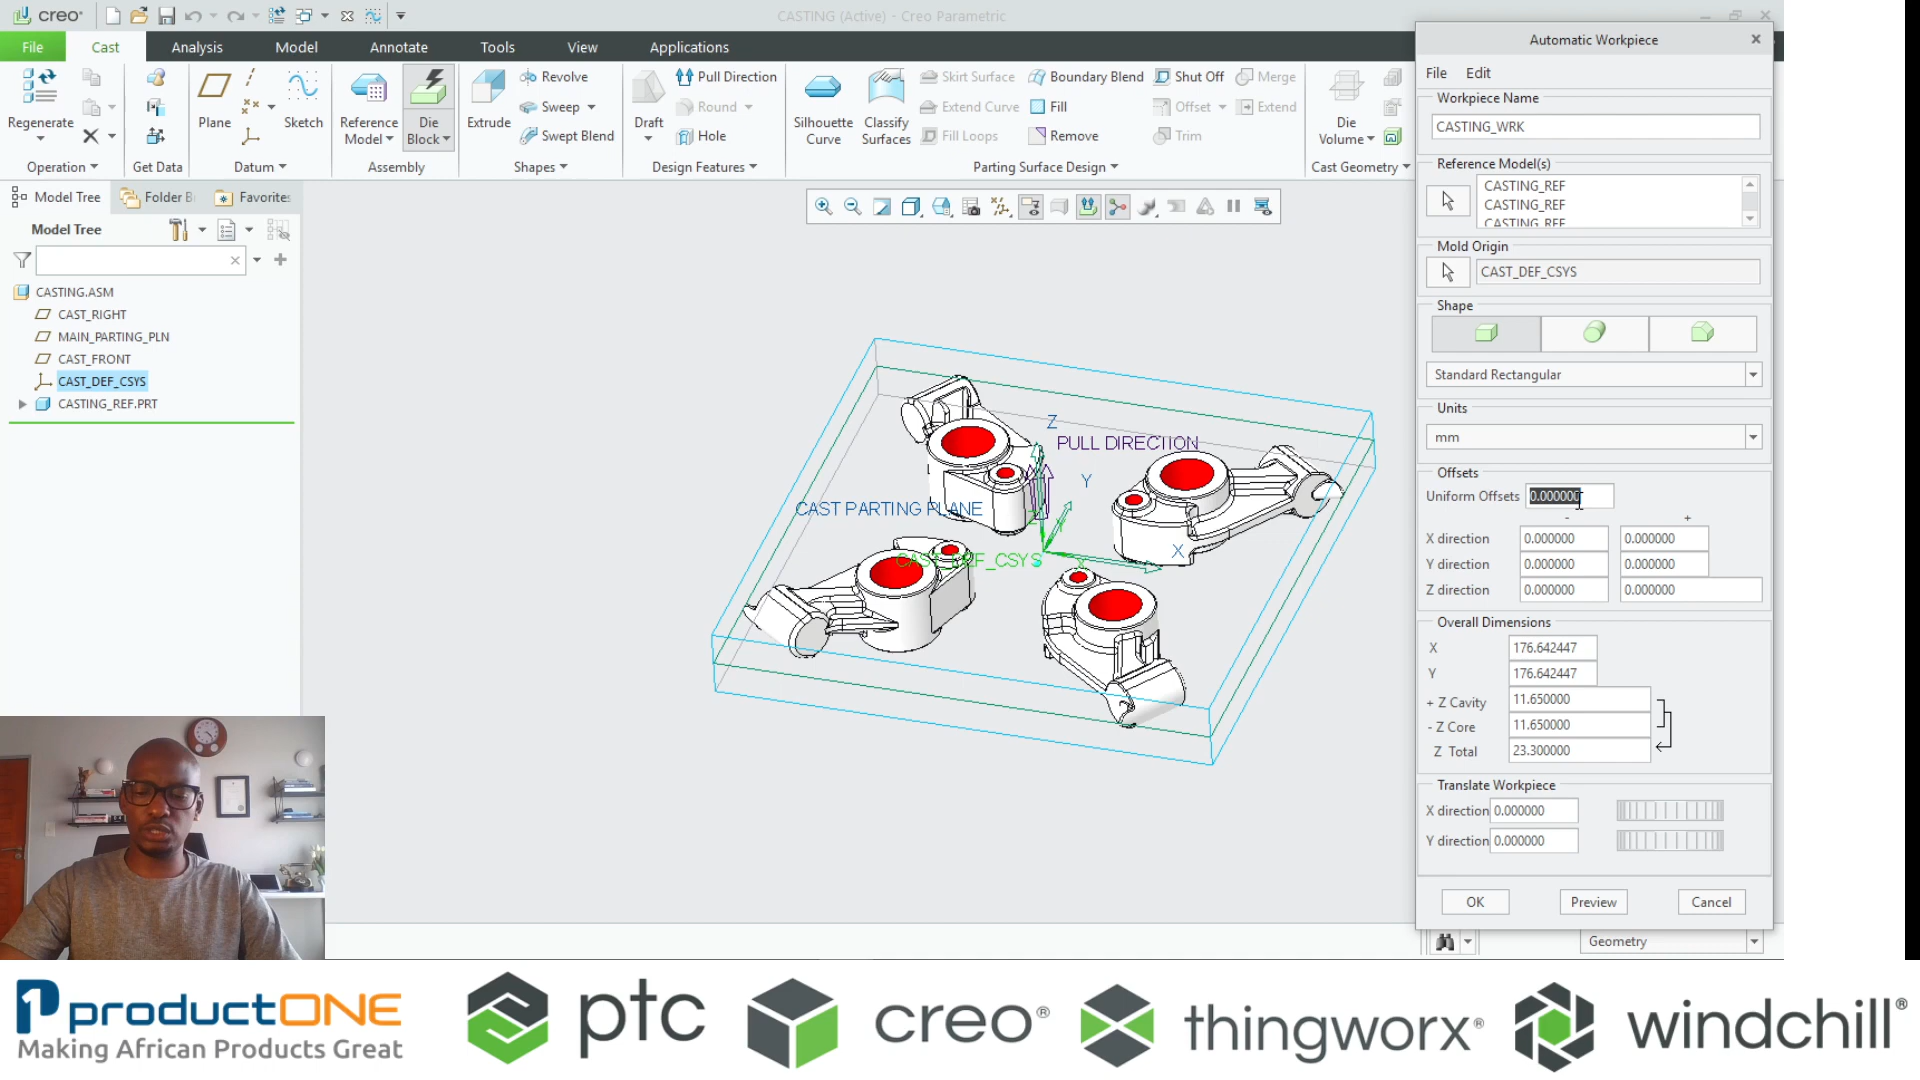 creo®
CASTING (Active) - Creo Parametric
File
Cast
Analysis
Model
Annotate
Tools
View
Applications
Regenerate
Operation
Get Data
Plane
Sketch
Datum
Reference
Model
Die
Block
Assembly
Extrude
Revolve
Sweep
Swept Blend
Shapes
Draft
Pull Direction
Round
Hole
Design Features
Silhouette
Curve
Classify
Surfaces
Skirt Surface
Extend Curve
Fill Loops
Boundary Blend
Fill
Remove
Shut Off
Offset
Trim
Merge
Extend
Parting Surface Design
Die
Volume
Cast Geometry
Model Tree
Folder B
Favorites
Model Tree
CASTING.ASM
CAST_RIGHT
MAIN_PARTING_PLN
CAST_FRONT
CAST_DEF_CSYS
CASTING_REF.PRT
Z
PULL DIRECTION
Y
CAST PARTING PLANE
X
Automatic Workpiece
File Edit
Workpiece Name
CASTING_WRK
Reference Model(s)
CASTING_REF
CASTING_REF
CASTING_REF
Mold Origin
CAST_DEF_CSYS
Shape
Standard Rectangular
Units
mm
Offsets
Uniform Offsets 0.000000
- +
X direction 0.000000 0.000000
Y direction 0.000000 0.000000
Z direction 0.000000 0.000000
Overall Dimensions
X 176.642447
Y 176.642447
+ Z Cavity 11.650000
- Z Core 11.650000
Z Total 23.300000
Translate Workpiece
X direction 0.000000
Y direction 0.000000
OK Preview Cancel
Geometry
productONE
Making African Products Great
ptc
creo®
thingworx®
windchill®